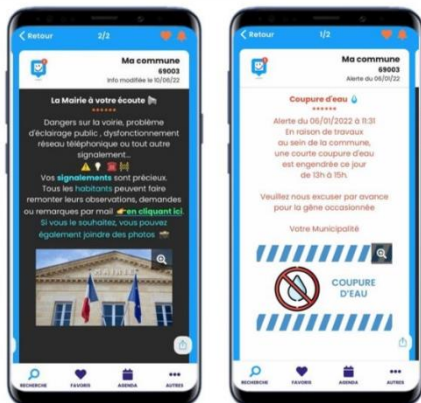 Retour 2/2
Ma commune
69003
Info modifiée le 10/05/22
La Mairie à votre écoute
Dangers sur la voirie, problème
d'éclairage public , dysfonctionnement
réseau téléphonique ou tout autre
signalement...
Vos signalements sont précieux.
Tous les habitants peuvent faire
remonter leurs observations, demandes
ou remarques par mail en cliquant ici.
Si vous le souhaitez, vous pouvez
également joindre des photos
MAIRIE
RECHERCHE FAVORIS AGENDA AUTRES
Retour 1/2
Ma commune
69003
Alerte du 06/01/22
Coupure d'eau
******
Alerte du 06/01/2022 à 11:31
En raison de travaux
au sein de la commune,
une courte coupure d'eau
est engendrée ce jour
de 13h à 15h.
Veuillez nous excuser par avance
pour la gêne occasionnée
Votre Municipalité
COUPURE
D'EAU
RECHERCHE FAVORIS AGENDA AUTRES